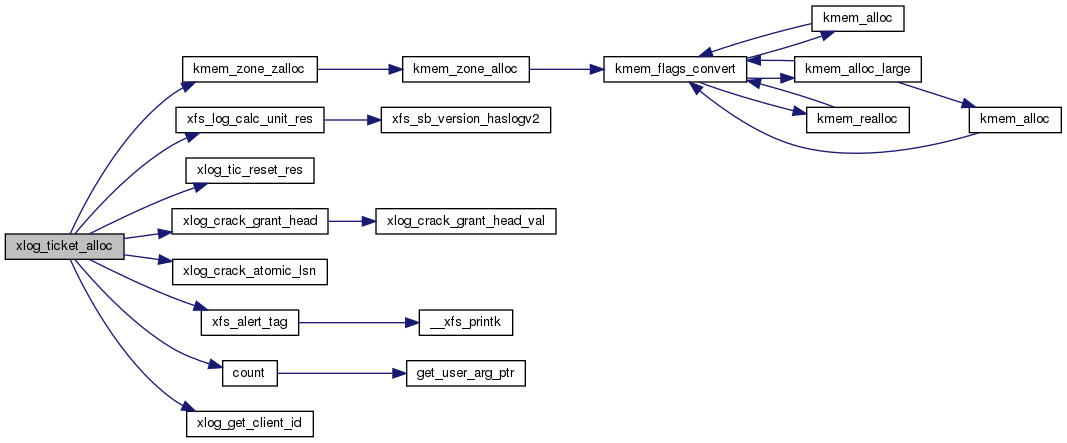 kmem_alloc
kmem_zone_zalloc
kmem_zone_alloc
kmem_flags_convert
kmem_alloc_large
xfs_log_calc_unit_res
xfs_sb_version_haslogv2
kmem_realloc
kmem_alloc
xlog_tic_reset_res
xlog_crack_grant_head
xlog_crack_grant_head_val
xlog_ticket_alloc
xlog_crack_atomic_lsn
xfs_alert_tag
__xfs_printk
count
get_user_arg_ptr
xlog_get_client_id